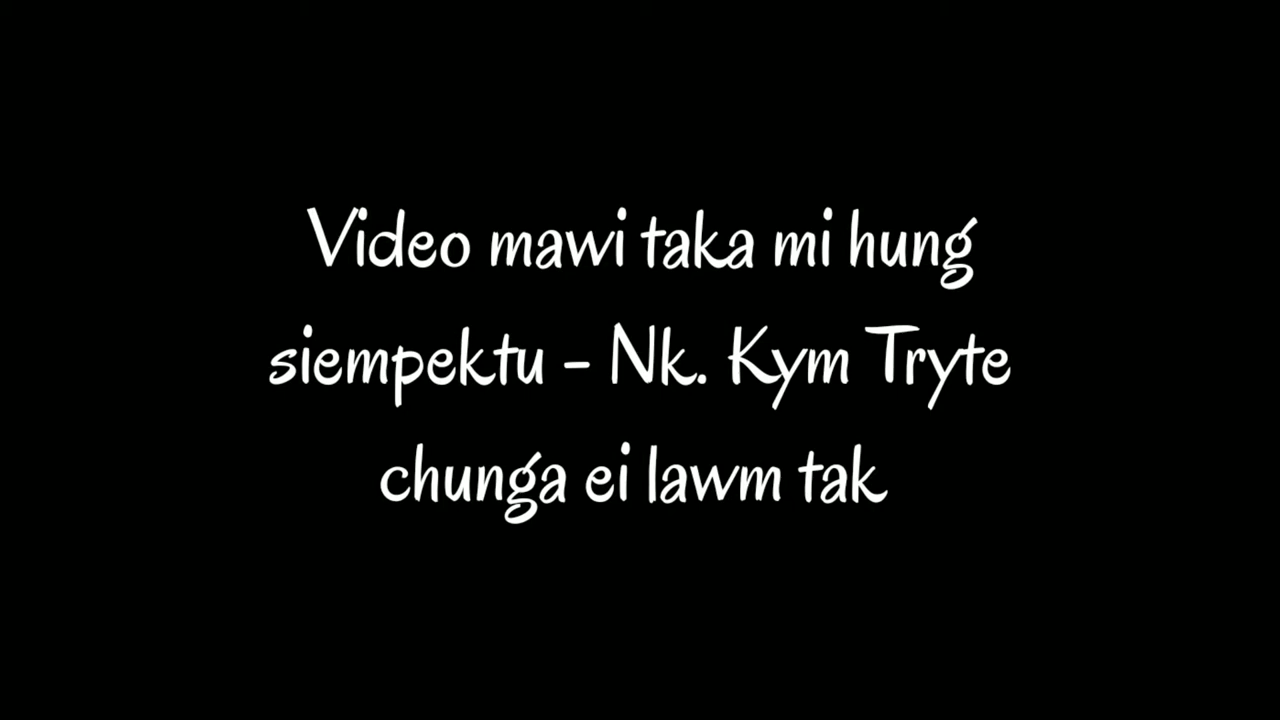 Video mawi taka mi hung
siempektu - Nk. Kym Tryte
chunga ei lawm tak